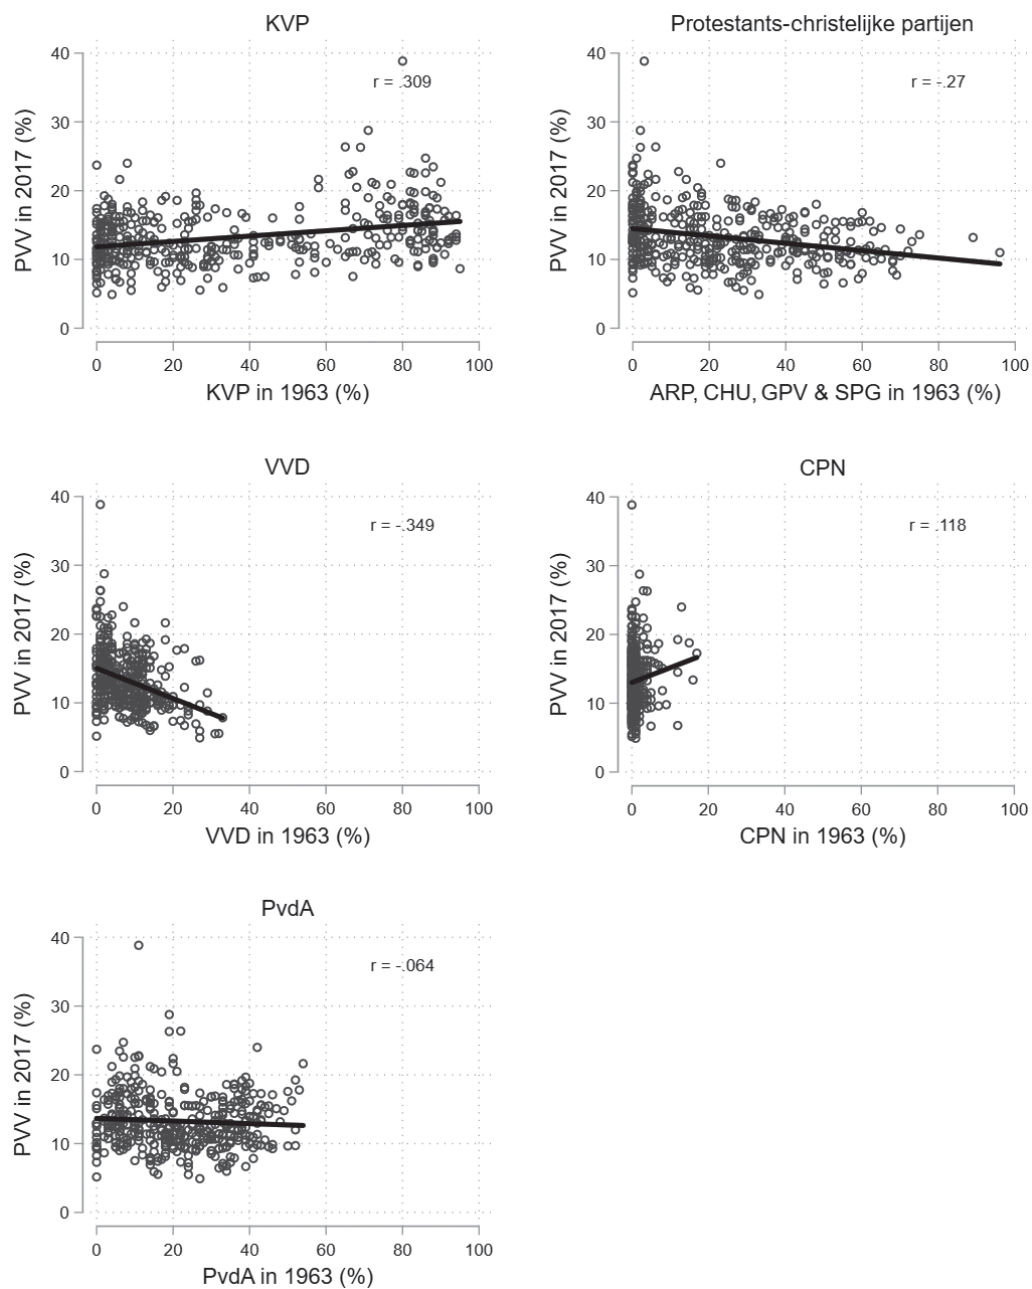 KVP
r = .309
PVV in 2017 (%)
40
30
20
10
0
0 20 40 60 80 100
KVP in 1963 (%)
Protestants-christelijke partijen
r = -.27
PVV in 2017 (%)
40
30
20
10
0
0 20 40 60 80 100
ARP, CHU, GPV & SPG in 1963 (%)
VVD
r = -.349
PVV in 2017 (%)
40
30
20
10
0
0 20 40 60 80 100
VVD in 1963 (%)
CPN
r = .118
PVV in 2017 (%)
40
30
20
10
0
0 20 40 60 80 100
CPN in 1963 (%)
PvdA
r = -.064
PVV in 2017 (%)
40
30
20
10
0
0 20 40 60 80 100
PvdA in 1963 (%)